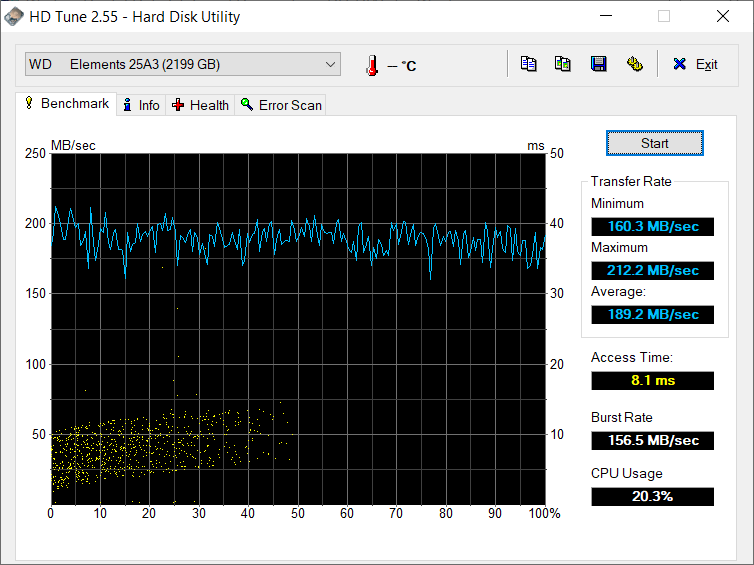 HD Tune 2.55 - Hard Disk Utility
WD Elements 25A3 (2199 GB)
– °C
Exit
Benchmark
Info
Health
Error Scan
MB/sec
ms
250
200
150
100
50
50
40
30
20
10
0 10 20 30 40 50 60 70 80 90 100%
Start
Transfer Rate
Minimum
160.3 MB/sec
Maximum
212.2 MB/sec
Average:
189.2 MB/sec
Access Time:
8.1 ms
Burst Rate
156.5 MB/sec
CPU Usage
20.3%